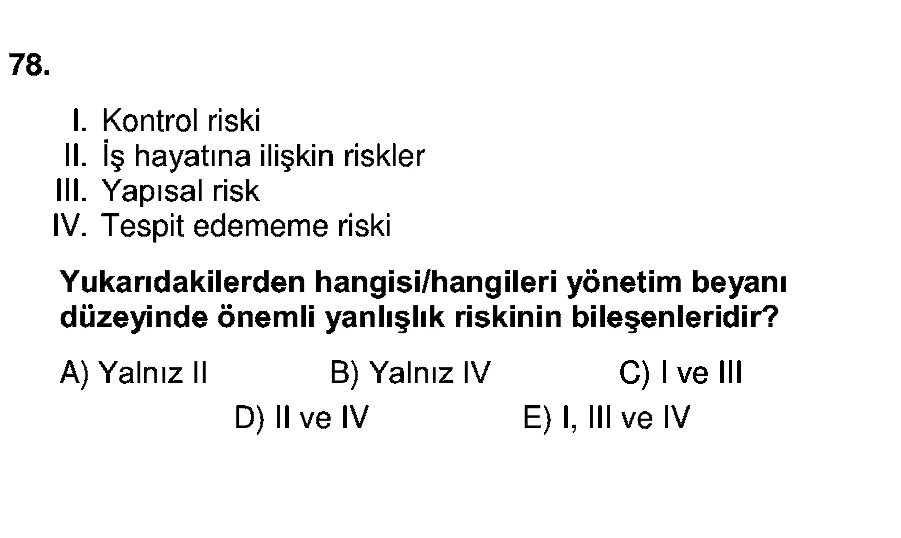 78.
I. Kontrol riski
II. İş hayatına ilişkin riskler
III. Yapısal risk
IV. Tespit edememe riski
Yukarıdakilerden hangisi/hangileri yönetim beyanı
düzeyinde önemli yanlışlık riskinin bileşenleridir?
A) Yalnız II B) Yalnız IV C) I ve III
D) II ve IV E) I, III ve IV